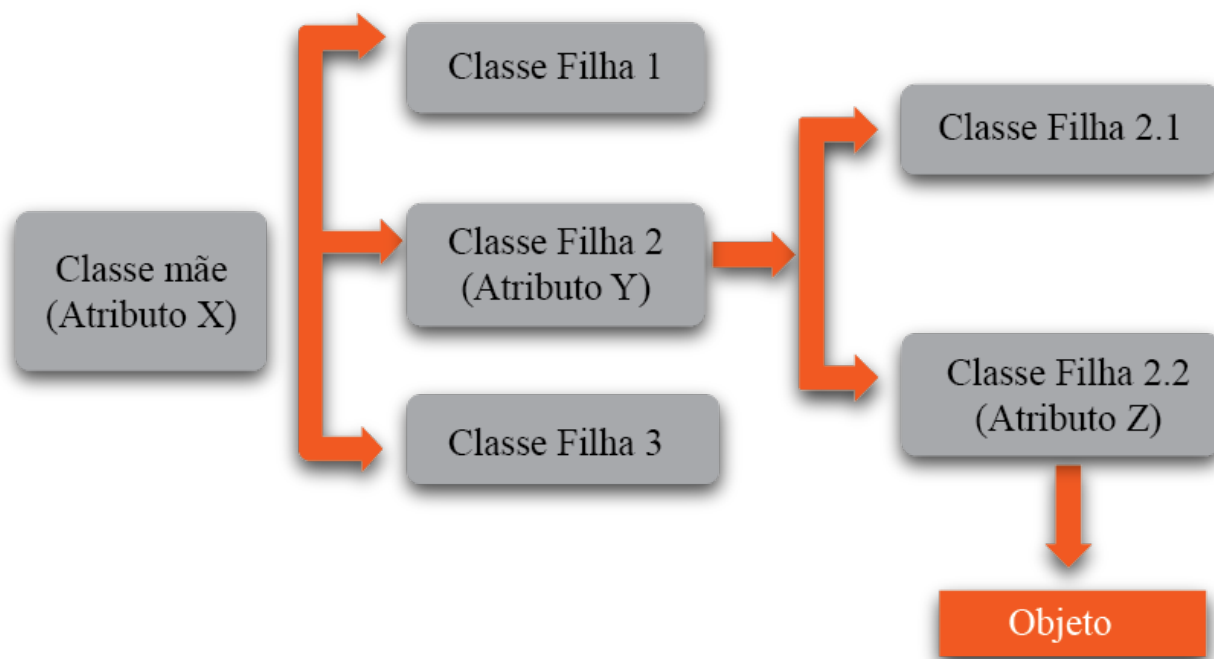 Classe mãe
(Atributo X)
Classe Filha 1
Classe Filha 2
(Atributo Y)
Classe Filha 3
Classe Filha 2.1
Classe Filha 2.2
(Atributo Z)
Objeto